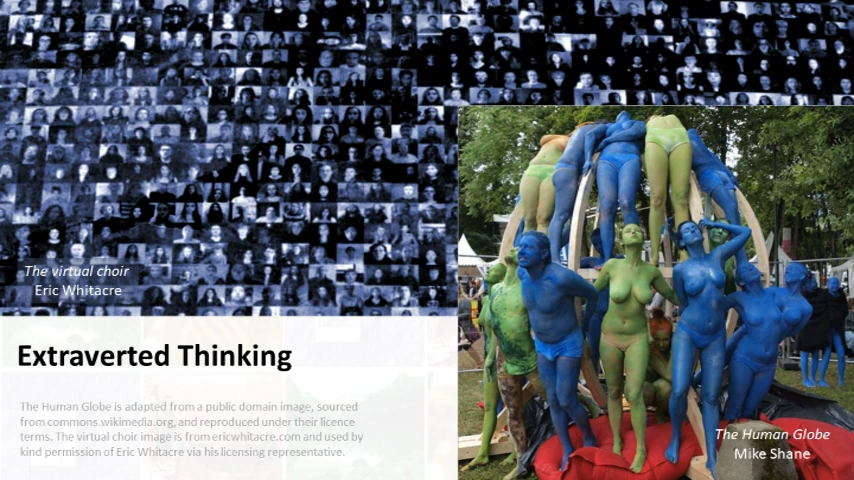 The virtual choir
Eric Whitacre
Extraverted Thinking
The Human Globe is adapted from a public domain image, sourced
from commons.wikimedia.org, and reproduced under their licence
terms. The virtual choir image is from ericwhitacre.com and used by
kind permission of Eric Whitacre via his licensing representative.
The Human Globe
Mike Shane